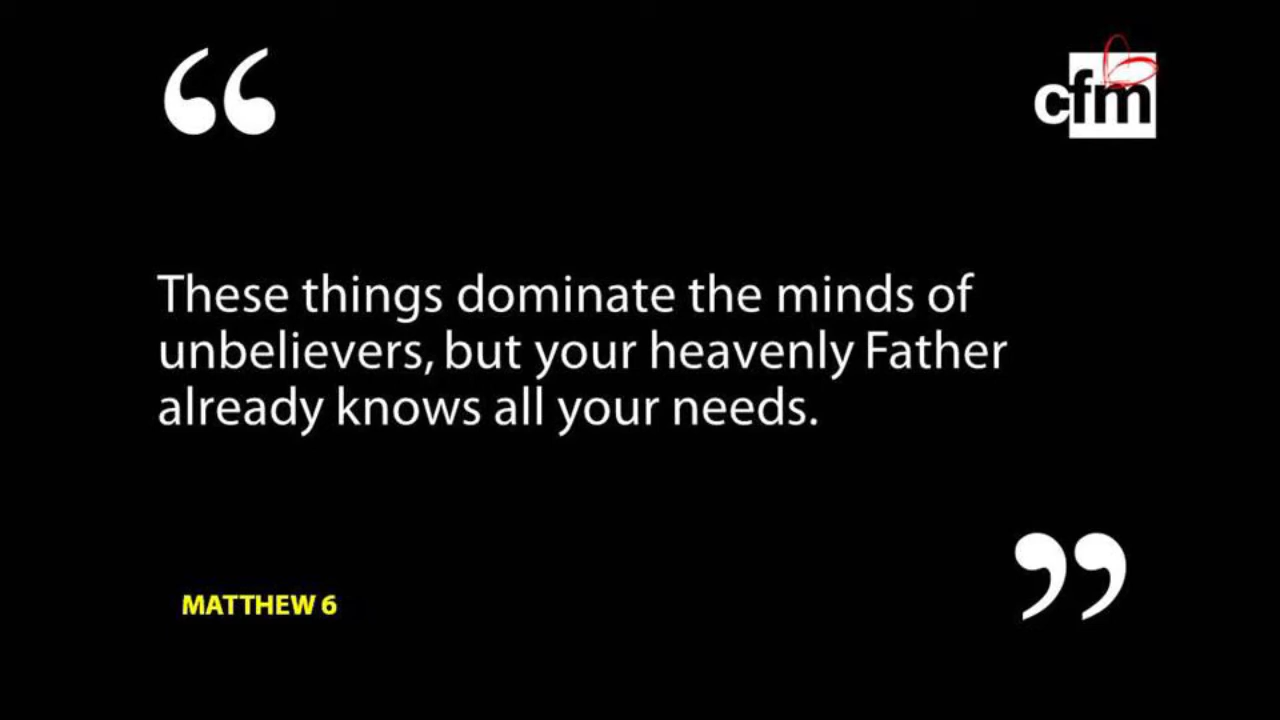 “
cfm
These things dominate the minds of
unbelievers, but your heavenly Father
already knows all your needs.
”
MATTHEW 6